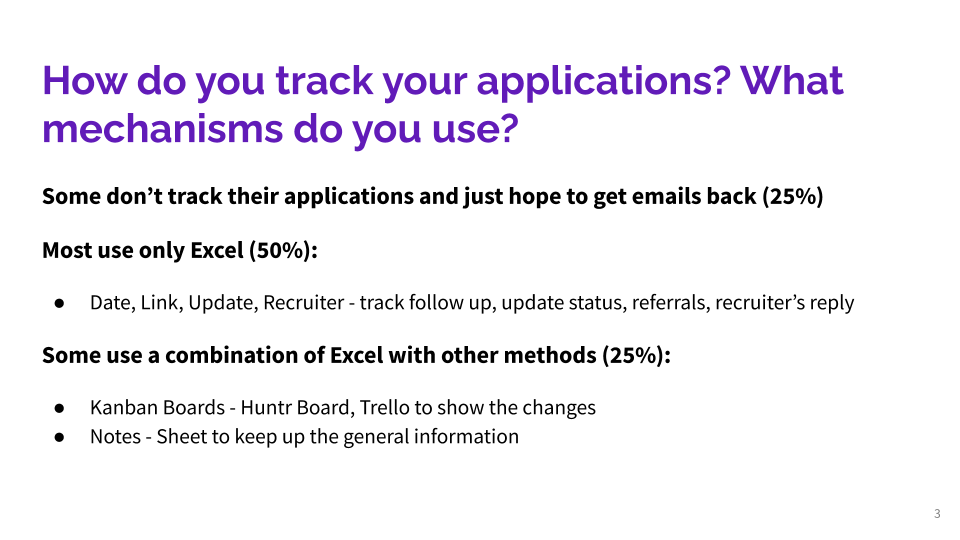 How do you track your applications? What
mechanisms do you use?
Some don’t track their applications and just hope to get emails back (25%)
Most use only Excel (50%):
● Date, Link, Update, Recruiter - track follow up, update status, referrals, recruiter’s reply
Some use a combination of Excel with other methods (25%):
● Kanban Boards - Huntr Board, Trello to show the changes
● Notes - Sheet to keep up the general information
3